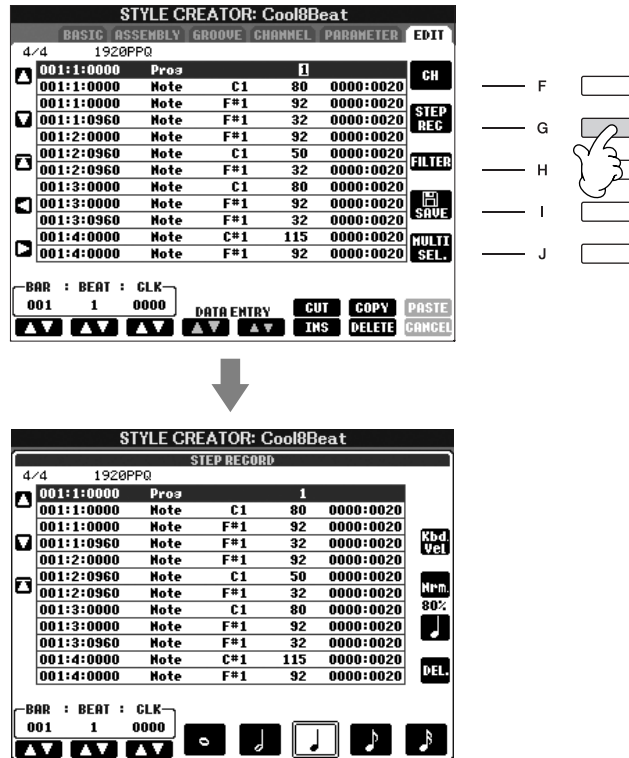 STYLE CREATOR: Cool8Beat
BASIC ASSEMBLY GROOVE CHANNEL PARAMETER EDIT
4/4 1920PPQ
001:1:0000 Prog 1
001:1:0000 Note C1 80 0000:0020
001:1:0000 Note F#1 92 0000:0020
001:1:0960 Note F#1 32 0000:0020
001:2:0000 Note F#1 92 0000:0020
001:2:0960 Note C1 50 0000:0020
001:2:0960 Note F#1 32 0000:0020
001:3:0000 Note C1 80 0000:0020
001:3:0000 Note F#1 92 0000:0020
001:3:0960 Note F#1 32 0000:0020
001:4:0000 Note C#1 115 0000:0020
001:4:0000 Note F#1 92 0000:0020
CH
STEP
REC
FILTER
SAVE
MULTI
SEL.
F
G
H
I
J
BAR : BEAT : CLK
001 1 0000
DATA ENTRY
CUT COPY PASTE
INS DELETE CANCEL
STYLE CREATOR: Cool8Beat
STEP RECORD
4/4 1920PPQ
001:1:0000 Prog 1
001:1:0000 Note C1 80 0000:0020
001:1:0000 Note F#1 92 0000:0020
001:1:0960 Note F#1 32 0000:0020
001:2:0000 Note F#1 92 0000:0020
001:2:0960 Note C1 50 0000:0020
001:2:0960 Note F#1 32 0000:0020
001:3:0000 Note C1 80 0000:0020
001:3:0000 Note F#1 92 0000:0020
001:3:0960 Note F#1 32 0000:0020
001:4:0000 Note C#1 115 0000:0020
001:4:0000 Note F#1 92 0000:0020
Kbd.
Vel
Nrm.
80%
DEL.
BAR : BEAT : CLK
001 1 0000